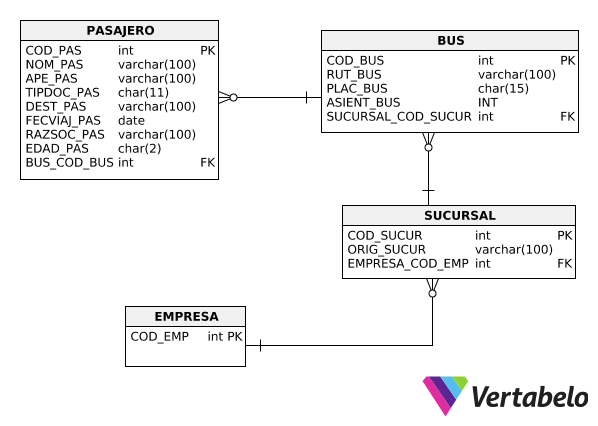 PASAJERO
COD_PAS int PK
NOM_PAS varchar(100)
APE_PAS varchar(100)
TIPDOC_PAS char(11)
DEST_PAS varchar(100)
FECVIAJ_PAS date
RAZSOC_PAS varchar(100)
EDAD_PAS char(2)
BUS_COD_BUS int FK
BUS
COD_BUS int PK
RUT_BUS varchar(100)
PLAC_BUS char(15)
ASIENT_BUS INT
SUCURSAL_COD_SUCUR int FK
SUCURSAL
COD_SUCUR int PK
ORIG_SUCUR varchar(100)
EMPRESA_COD_EMP int FK
EMPRESA
COD_EMP int PK
Vertabelo